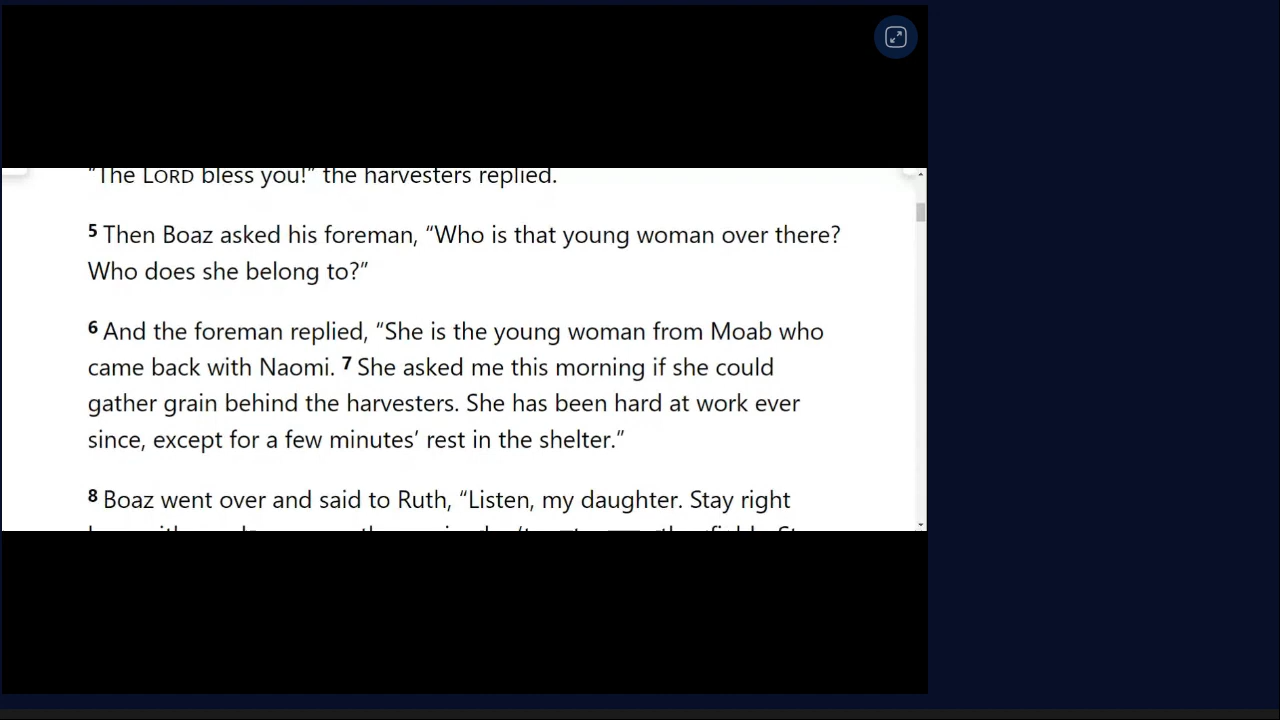 “The LORD bless you!” the harvesters replied.
5 Then Boaz asked his foreman, “Who is that young woman over there?
Who does she belong to?”
6 And the foreman replied, “She is the young woman from Moab who
came back with Naomi. 7 She asked me this morning if she could
gather grain behind the harvesters. She has been hard at work ever
since, except for a few minutes’ rest in the shelter.”
8 Boaz went over and said to Ruth, “Listen, my daughter. Stay right